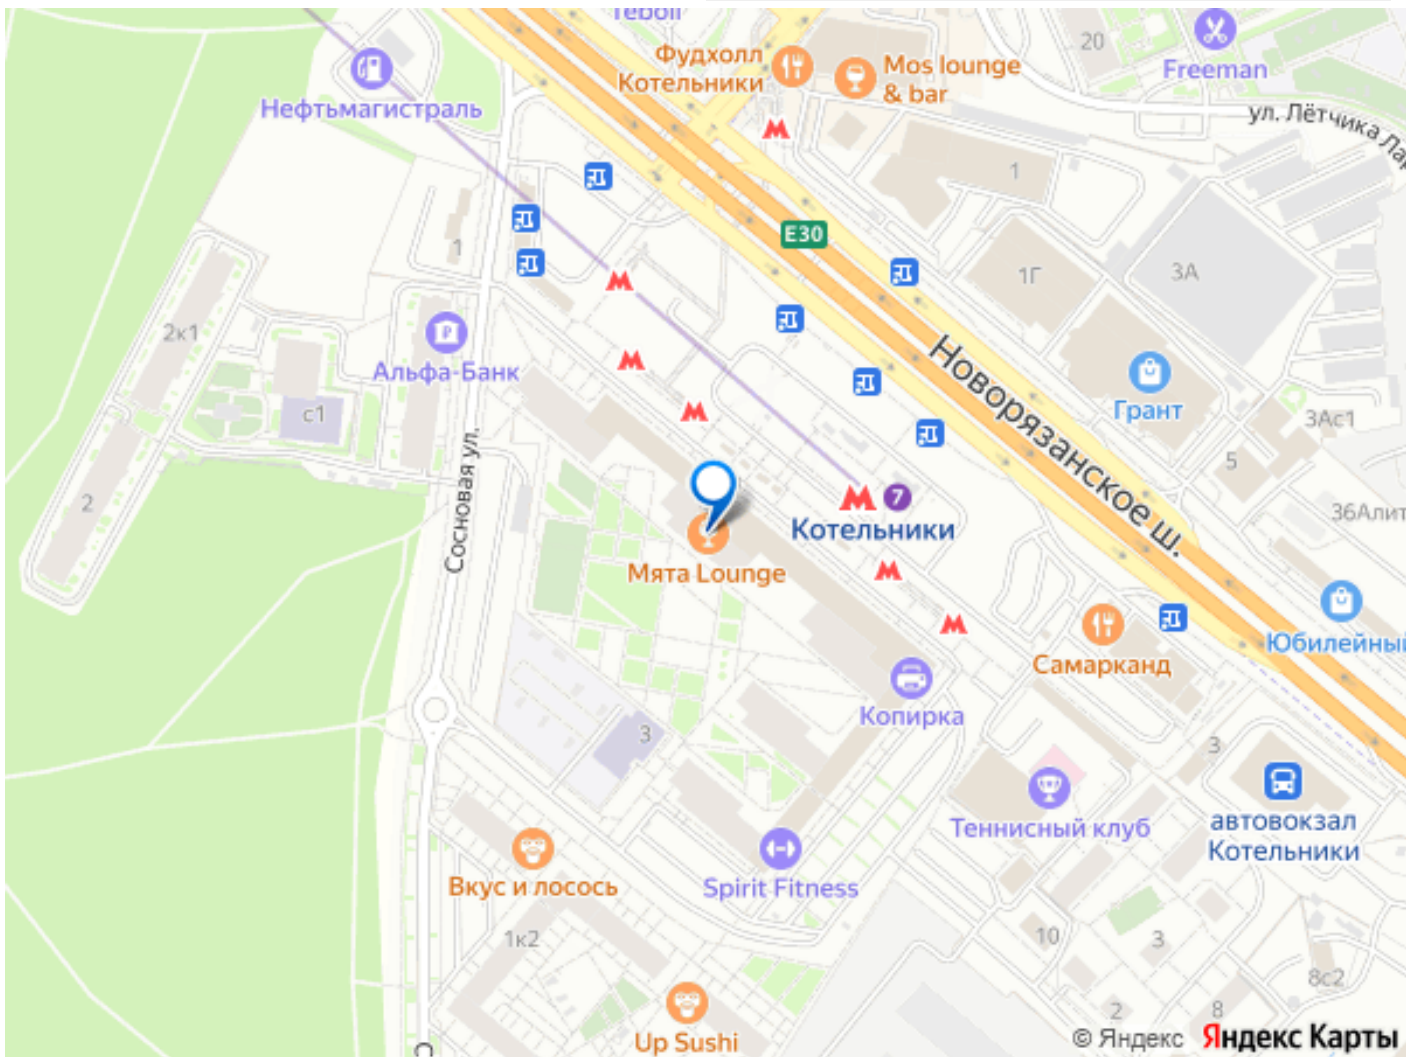 Teboil
Фудхолл
Котельники
Mos lounge
& bar
20
Freeman
Нефтьмагистраль
ул. Лётчика
1
E30
1
1Г
3А
2к1
Альфа-Банк
с1
Новорязанское ш.
Грант
3Ас1
5
2
Сосновая ул.
7
Котельники
Мята Lounge
36Алит
Юбилейный
Самарканд
Копирка
3
3
Теннисный клуб
автовокзал
Котельники
Вкус и лосось
Spirit Fitness
1к2
10
3
8с2
2
8
Up Sushi
© Яндекс Яндекс Карты